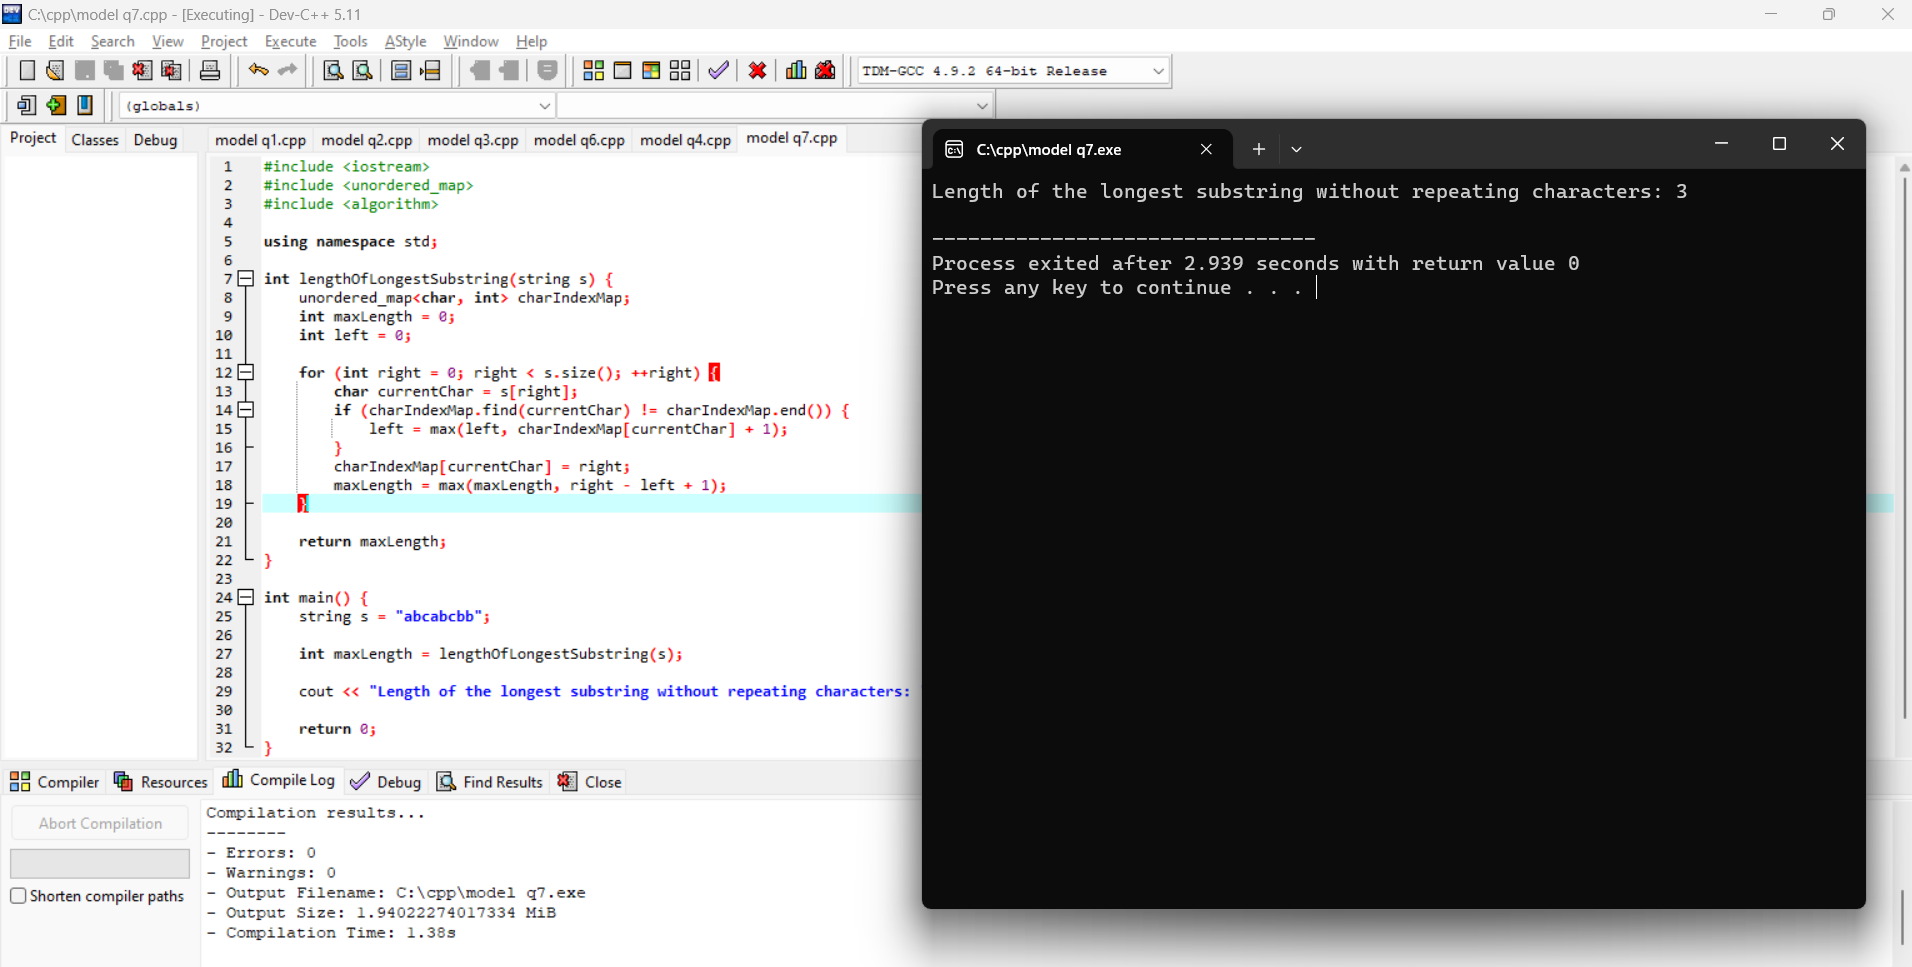 C:\cpp\model q7.cpp - [Executing] - Dev-C++ 5.11
File Edit Search View Project Execute Tools AStyle Window Help
TDM-GCC 4.9.2 64-bit Release
(globals)
Project Classes Debug
model q1.cpp model q2.cpp model q3.cpp model q6.cpp model q4.cpp model q7.cpp
1 #include <iostream>
2 #include <unordered_map>
3 #include <algorithm>
4
5 using namespace std;
6
7 int lengthOfLongestSubstring(string s) {
8 unordered_map<char, int> charIndexMap;
9 int maxLength = 0;
10 int left = 0;
11
12 for (int right = 0; right < s.size(); ++right) {
13 char currentChar = s[right];
14 if (charIndexMap.find(currentChar) != charIndexMap.end()) {
15 left = max(left, charIndexMap[currentChar] + 1);
16 }
17 charIndexMap[currentChar] = right;
18 maxLength = max(maxLength, right - left + 1);
19 }
20
21 return maxLength;
22 }
23
24 int main() {
25 string s = "abcabcbb";
26
27 int maxLength = lengthOfLongestSubstring(s);
28
29 cout << "Length of the longest substring without repeating characters:
30
31 return 0;
32 }
C:\cpp\model q7.exe
Length of the longest substring without repeating characters: 3
--------------------------------
Process exited after 2.939 seconds with return value 0
Press any key to continue . . .
Compiler Resources Compile Log Debug Find Results Close
Abort Compilation
Shorten compiler paths
Compilation results...
--------
- Errors: 0
- Warnings: 0
- Output Filename: C:\cpp\model q7.exe
- Output Size: 1.94022274017334 MiB
- Compilation Time: 1.38s